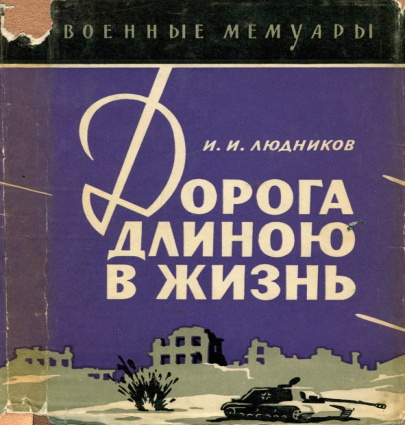 ВОЕННЫЕ МЕМУАРЫ
И. И. ЛЮДНИКОВ
ДОРОГА
ДЛИНОЮ
В ЖИЗНЬ